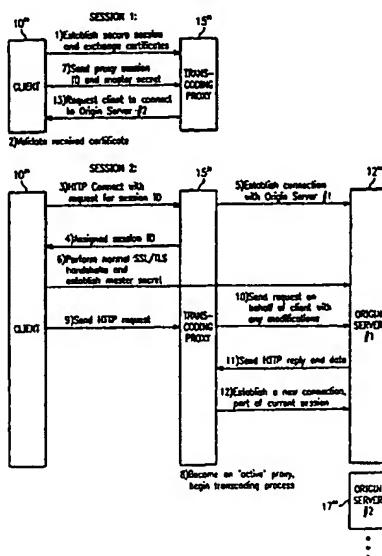 SESSION 1:
10"
15"
1)Establish secure session
and exchange certificates
7)Send proxy session
ID and master secret
13)Request client to connect
to Origin Server #2
CLIENT
TRANS-
CODING
PROXY
2)Validate received certificate
SESSION 2:
10"
15"
12"
3)HTTP Connect with
request for session ID
5)Establish connection
with Origin Server #1
4)Assigned session ID
6)Perform normal SSL/TLS
handshake and
establish master secret
10)Send request on
behalf of client with
any modifications
9)Send HTTP request
CLIENT
TRANS-
CODING
PROXY
ORIGIN
SERVER
#1
11)Send HTTP reply and data
12)Establish a new connection,
part of current session
8)Become an "active" proxy,
begin transcoding process
17"
ORIGIN
SERVER
#2